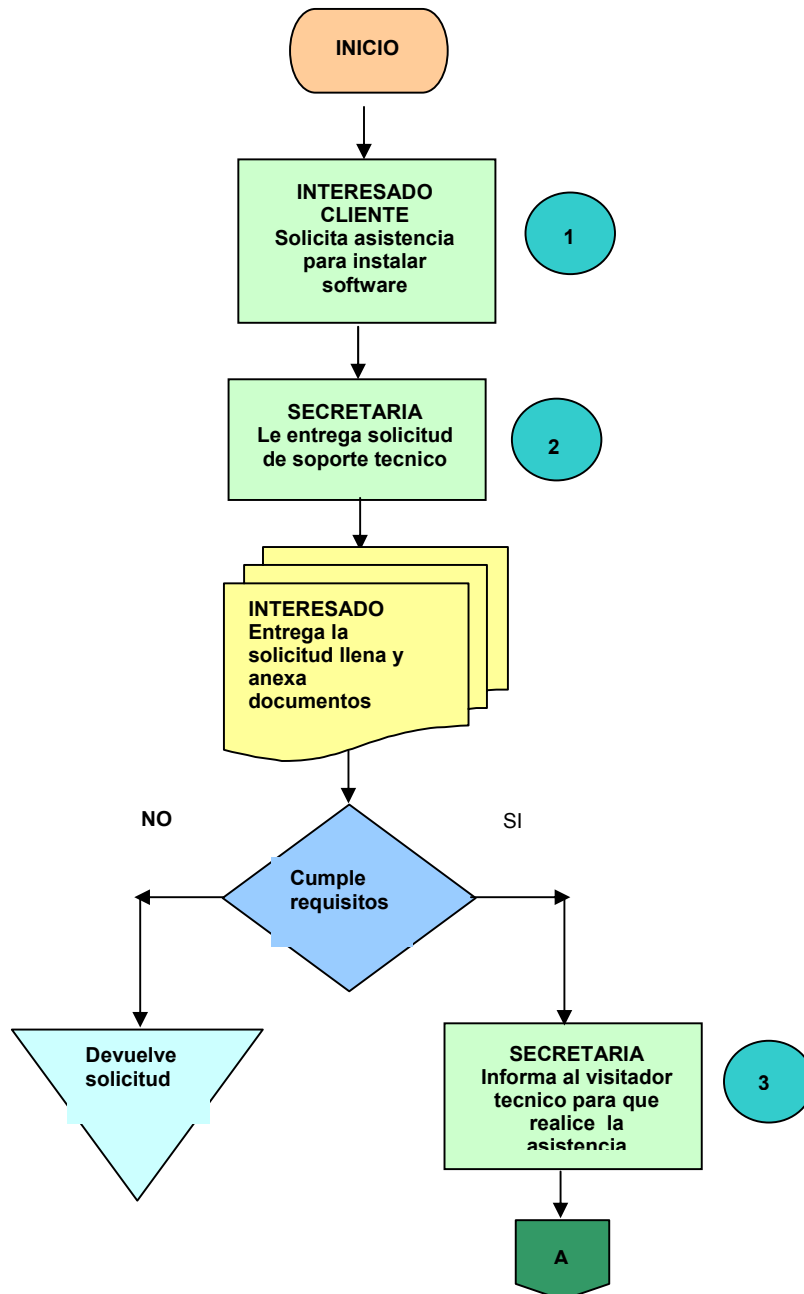 INICIO
INTERESADO
CLIENTE
Solicita asistencia
para instalar
software
1
SECRETARIA
Le entrega solicitud
de soporte tecnico
2
INTERESADO
Entrega la
solicitud llena y
anexa
documentos
NO
SI
Cumple
requisitos
Devuelve
solicitud
SECRETARIA
Informa al visitador
tecnico para que
realice la
asistencia
3
A